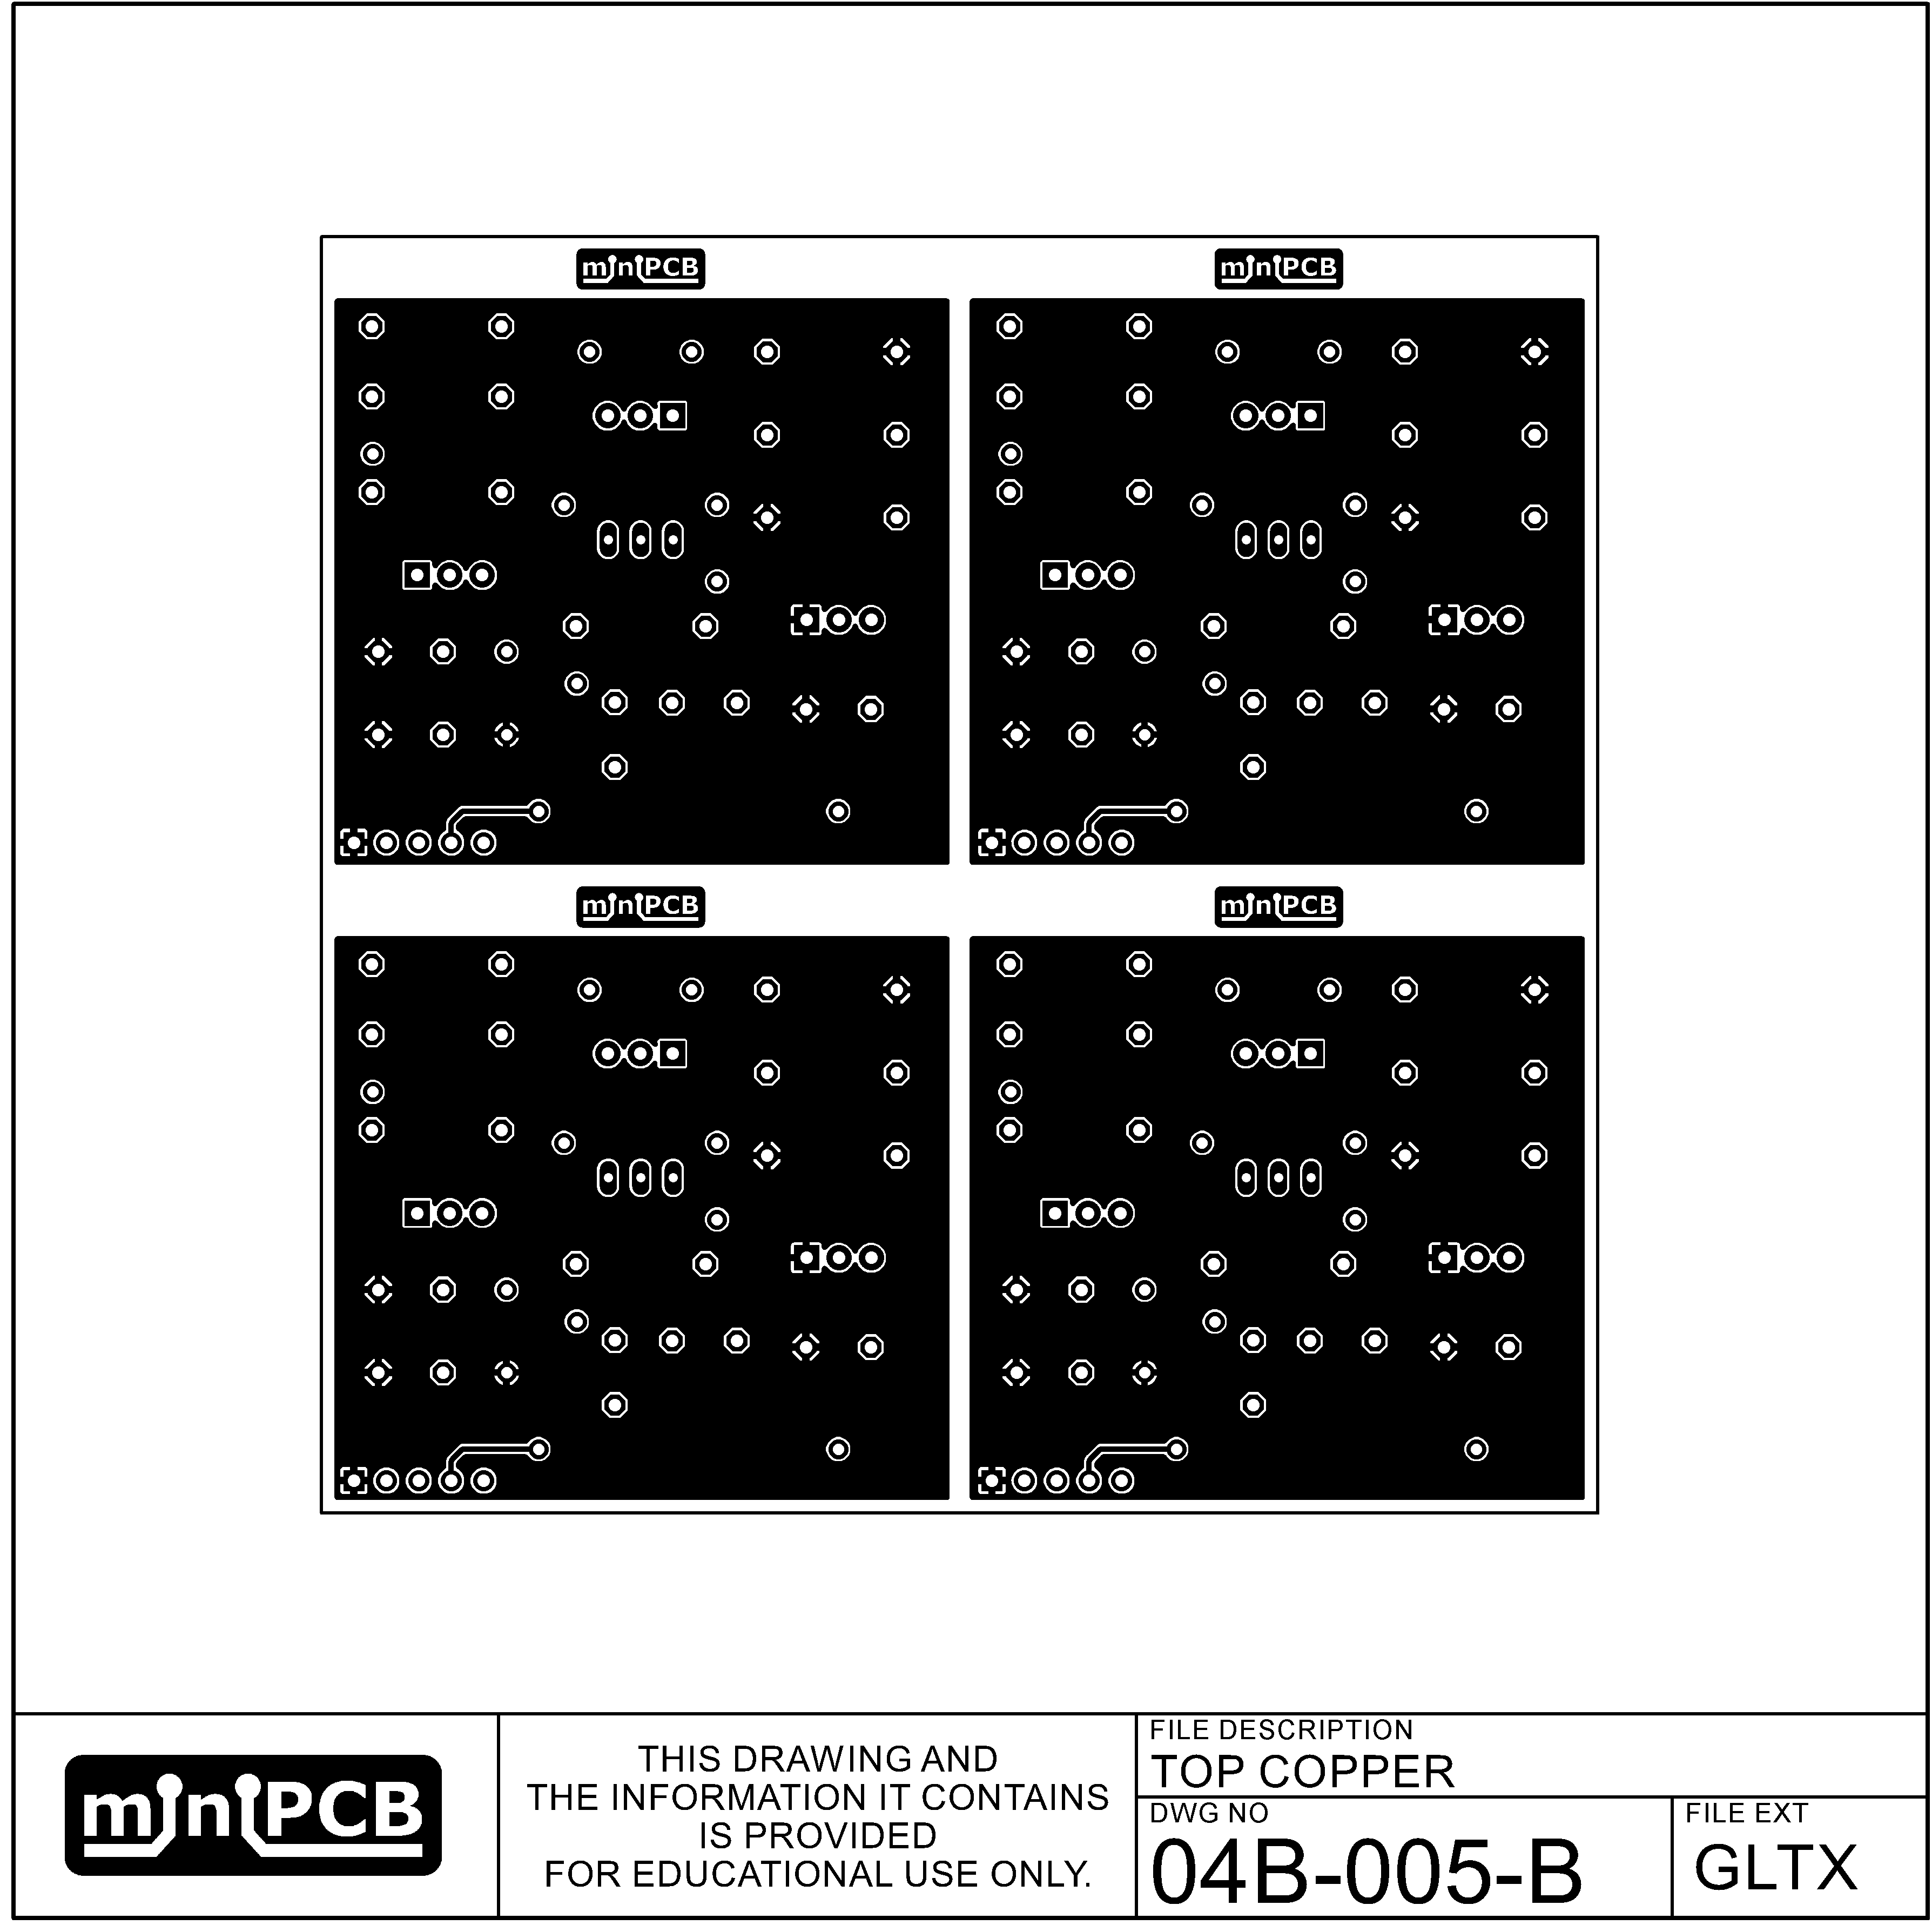 miniPCB
miniPCB
miniPCB
miniPCB
miniPCB
THIS DRAWING AND
THE INFORMATION IT CONTAINS
IS PROVIDED
FOR EDUCATIONAL USE ONLY.
FILE DESCRIPTION
TOP COPPER
DWG NO
04B-005-B
FILE EXT
GLTX